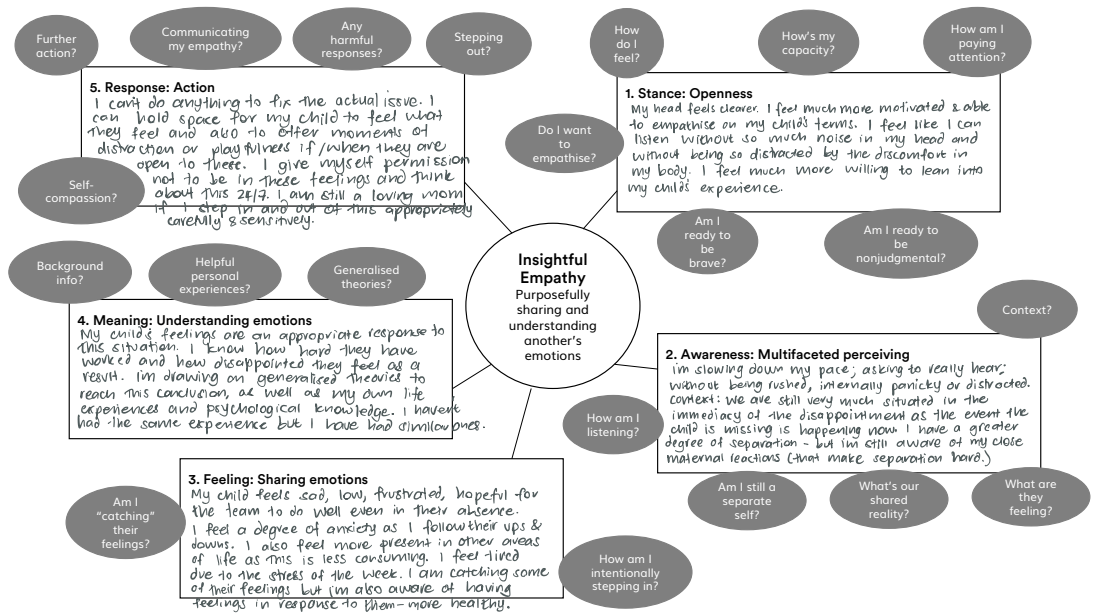 Further
action?
Communicating
my empathy?
Any
harmful
responses?
Stepping
out?
5. Response: Action
I can't do anything to fix the actual issue. I
can hold space for my child to feel what
they feel and also to offer moments of
distraction or playfulness if/when they are
open to these. I give myself permission
not to be in these feelings and think
about this 24/7. I am still a loving mom
if I step in and out of this appropriately
carefully & sensitively.
Self-
compassion?
How
do I
feel?
How's my
capacity?
How am I
paying
attention?
1. Stance: Openness
My head feels clearer. I feel much more motivated & able
to empathise on my child's terms. I feel like I can
listen without so much noise in my head and
without being so distracted by the discomfort in
my body. I feel much more willing to lean into
my child's experience.
Do I want
to
empathise?
Am I
ready to
be
brave?
Am I ready to
be
nonjudgmental?
Insightful
Empathy
Purposefully
sharing and
understanding
another's
emotions
Background
info?
Helpful
personal
experiences?
Generalised
theories?
4. Meaning: Understanding emotions
My child's feelings are an appropriate response to
this situation. I know how hard they have
worked and how disappointed they feel as a
result. I'm drawing on generalised theories to
reach this conclusion, as well as my own life
experiences and psychological knowledge. I haven't
had the same experience but I have had similar ones.
Context?
2. Awareness: Multifaceted perceiving
I'm slowing down my pace; asking to really hear;
without being rushed, internally panicky or distracted.
Context: we are still very much situated in the
immediacy of the disappointment as the event the
child is missing is happening now. I have a greater
degree of separation - but I'm still aware of my close
maternal reactions (that make separation hard.)
How am I
listening?
Am I still a
separate
self?
What's our
shared
reality?
What are
they
feeling?
3. Feeling: Sharing emotions
My child feels sad, low, frustrated, hopeful for
the team to do well even in their absence.
I feel a degree of anxiety as I follow their ups &
downs. I also feel more present in other areas
of life as this is less consuming. I feel tired
due to the stress of the week. I am catching some
of their feelings but I'm also aware of having
feelings in response to them - more healthy.
Am I
"catching"
their
feelings?
How am I
intentionally
stepping in?